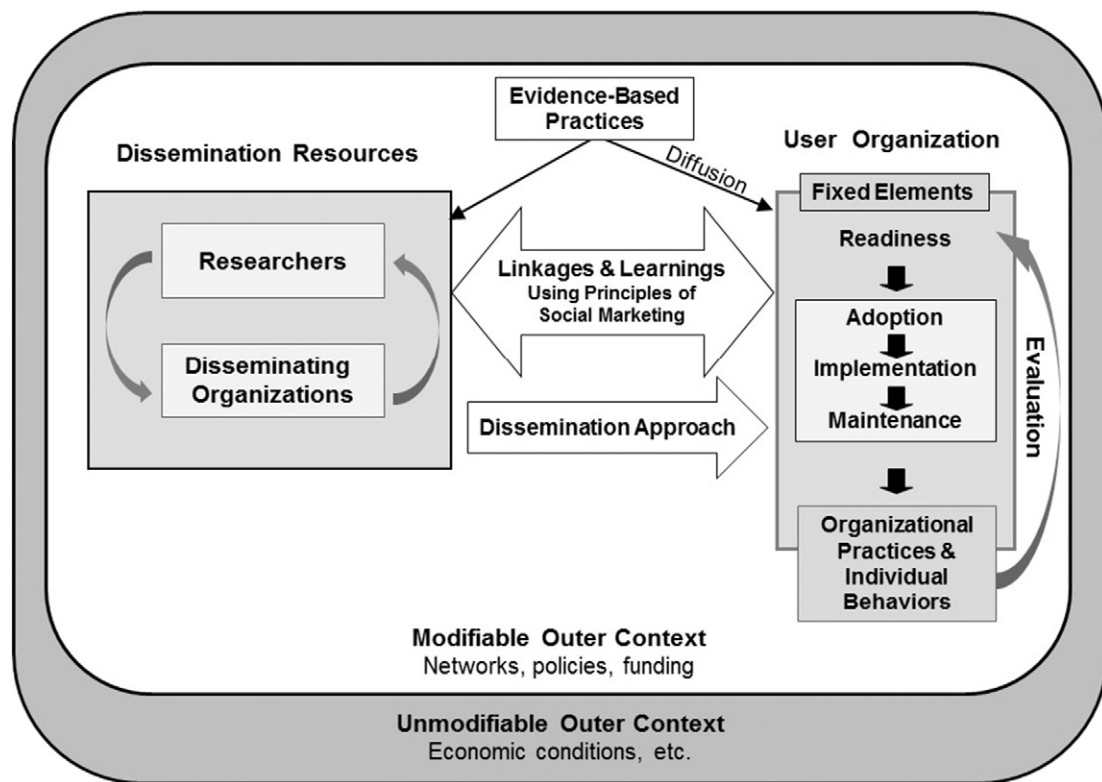 Evidence-Based
Practices
Dissemination Resources
User Organization
Diffusion
Fixed Elements
Researchers
Disseminating
Organizations
Linkages & Learnings
Using Principles of
Social Marketing
Dissemination Approach
Readiness
Adoption
Implementation
Maintenance
Evaluation
Organizational
Practices &
Individual
Behaviors
Modifiable Outer Context
Networks, policies, funding
Unmodifiable Outer Context
Economic conditions, etc.